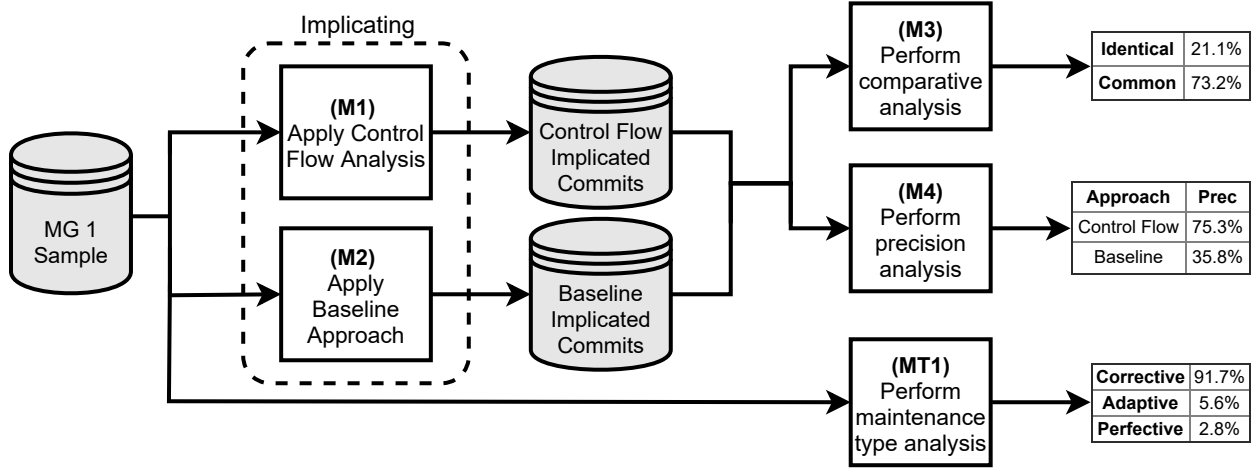 Implicating
MG 1
Sample
(M1)
Apply Control
Flow Analysis
(M2)
Apply
Baseline
Approach
Control Flow
Implicated
Commits
Baseline
Implicated
Commits
(M3)
Perform
comparative
analysis
Identical 21.1%
Common 73.2%
(M4)
Perform
precision
analysis
Approach Prec
Control Flow 75.3%
Baseline 35.8%
(MT1)
Perform
maintenance
type analysis
Corrective 91.7%
Adaptive 5.6%
Perfective 2.8%